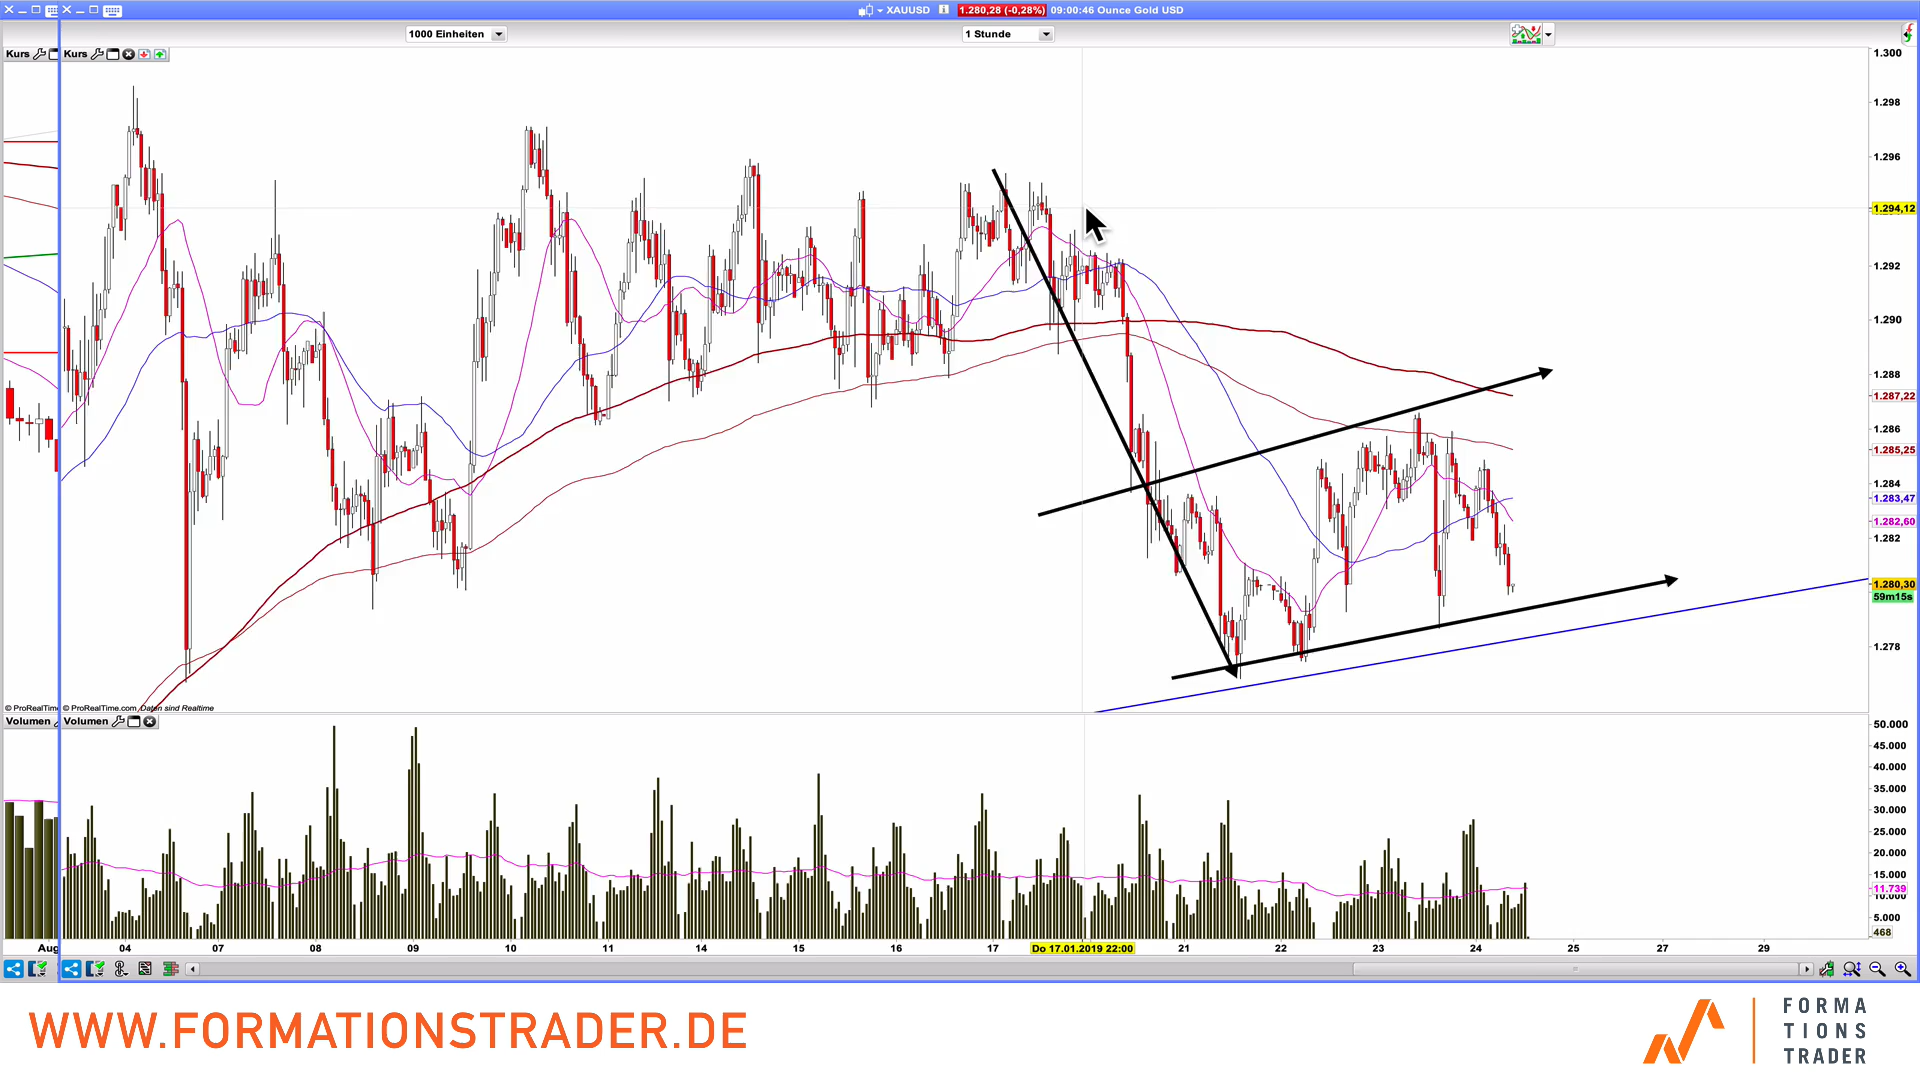 XAUUSD 1.280,28 (-0,28%) 09:00:46 Ounce Gold USD
1000 Einheiten
1 Stunde
Kurs
Kurs
1.300
1.298
1.296
1.294,12
1.292
1.290
1.288
1.287,22
1.286
1.285,25
1.284
1.283,47
1.282,60
1.282
1.280,30
59m15s
1.278
© ProRealTime
© ProRealTime.com Daten sind Realtime
Volumen
Volumen
50.000
45.000
40.000
35.000
30.000
25.000
20.000
15.000
11.739
10.000
5.000
468
Aug 04 07 08 09 10 11 14 15 16 17 Do 17.01.2019 22:00 21 22 23 24 25 27 29
WWW.FORMATIONSTRADER.DE
FORMA
TIONS
TRADER